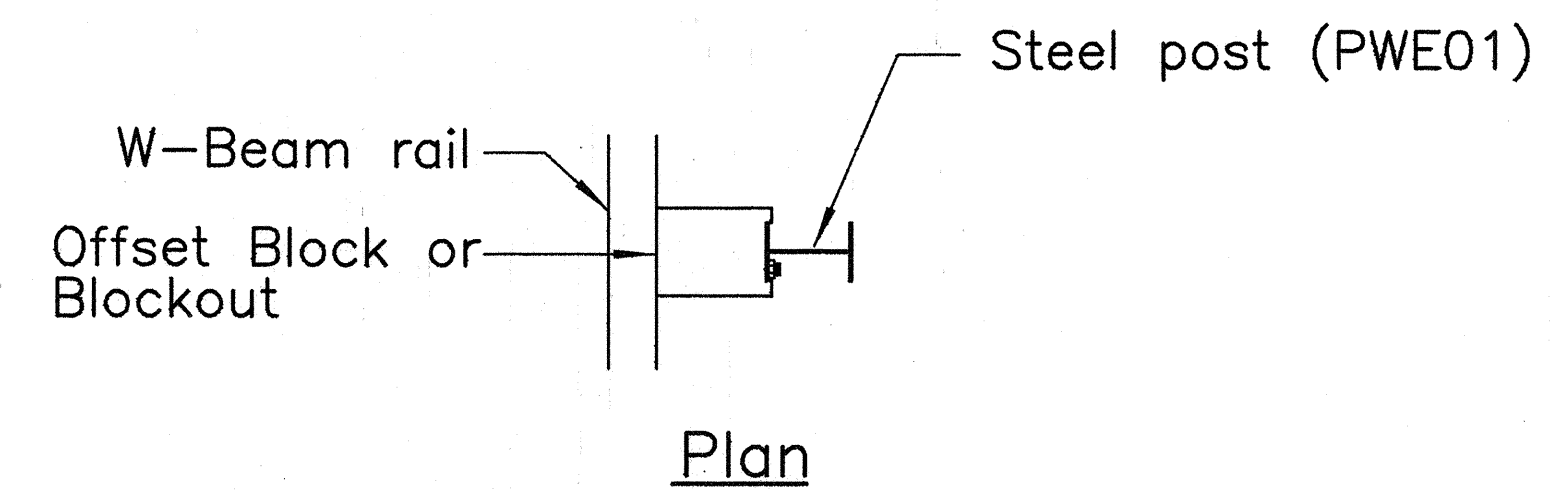 Steel post (PWE01)
W-Beam rail
Offset Block or
Blockout
Plan